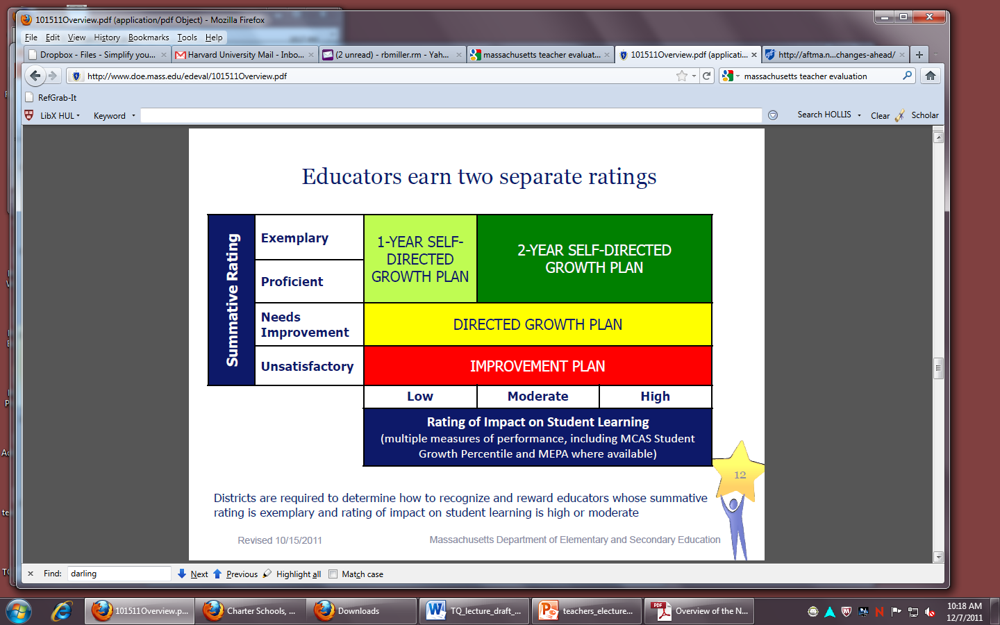 101511Overview.pdf (application/pdf Object) - Mozilla Firefox
File Edit View History Bookmarks Tools Help
Dropbox - Files - Simplify you...
Harvard University Mail - Inbo...
(2 unread) - rbmiller.rm - Yah...
massachusetts teacher evaluat...
101511Overview.pdf (applicati...
http://aftma.n...changes-ahead/
http://www.doe.mass.edu/edeval/101511Overview.pdf
massachusetts teacher evaluation
RefGrab-It
LibX HUL Keyword Search HOLLIS Clear Scholar
Educators earn two separate ratings
Summative Rating
Exemplary
Proficient
Needs
Improvement
Unsatisfactory
1-YEAR SELF-
DIRECTED
GROWTH PLAN
2-YEAR SELF-DIRECTED
GROWTH PLAN
DIRECTED GROWTH PLAN
IMPROVEMENT PLAN
Low Moderate High
Rating of Impact on Student Learning
(multiple measures of performance, including MCAS Student
Growth Percentile and MEPA where available)
12
Districts are required to determine how to recognize and reward educators whose summative
rating is exemplary and rating of impact on student learning is high or moderate
Revised 10/15/2011
Massachusetts Department of Elementary and Secondary Education
Find: darling Next Previous Highlight all Match case
101511Overview.p...
Charter Schools, ...
Downloads
TQ_lecture_draft_...
teachers_electure...
Overview of the N...
10:18 AM
12/7/2011